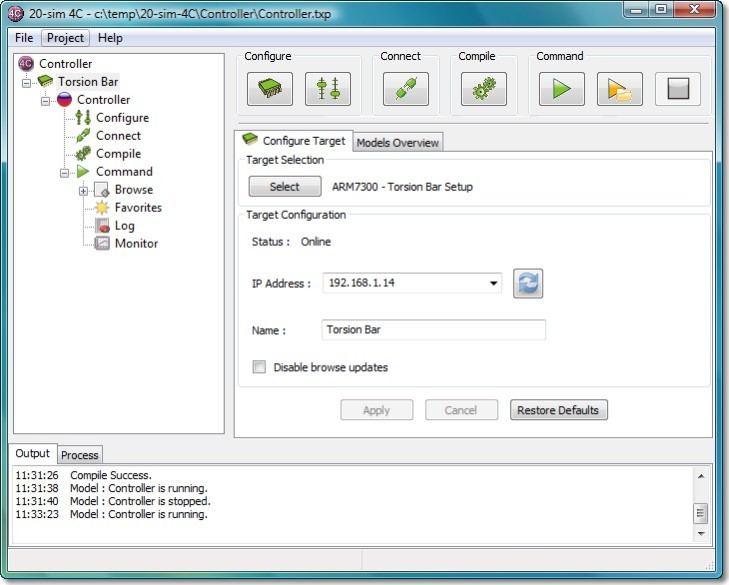 4C 20-sim 4C - c:\temp\20-sim-4C\Controller\Controller.txp
File Project Help
4C Controller
Torsion Bar
Controller
Configure
Connect
Compile
Command
Browse
Favorites
Log
Monitor
Configure Connect Compile Command
Configure Target Models Overview
Target Selection
Select ARM7300 - Torsion Bar Setup
Target Configuration
Status : Online
IP Address : 192.168.1.14
Name : Torsion Bar
Disable browse updates
Apply Cancel Restore Defaults
Output Process
11:31:26 Compile Success.
11:31:38 Model : Controller is running.
11:31:40 Model : Controller is stopped.
11:33:23 Model : Controller is running.